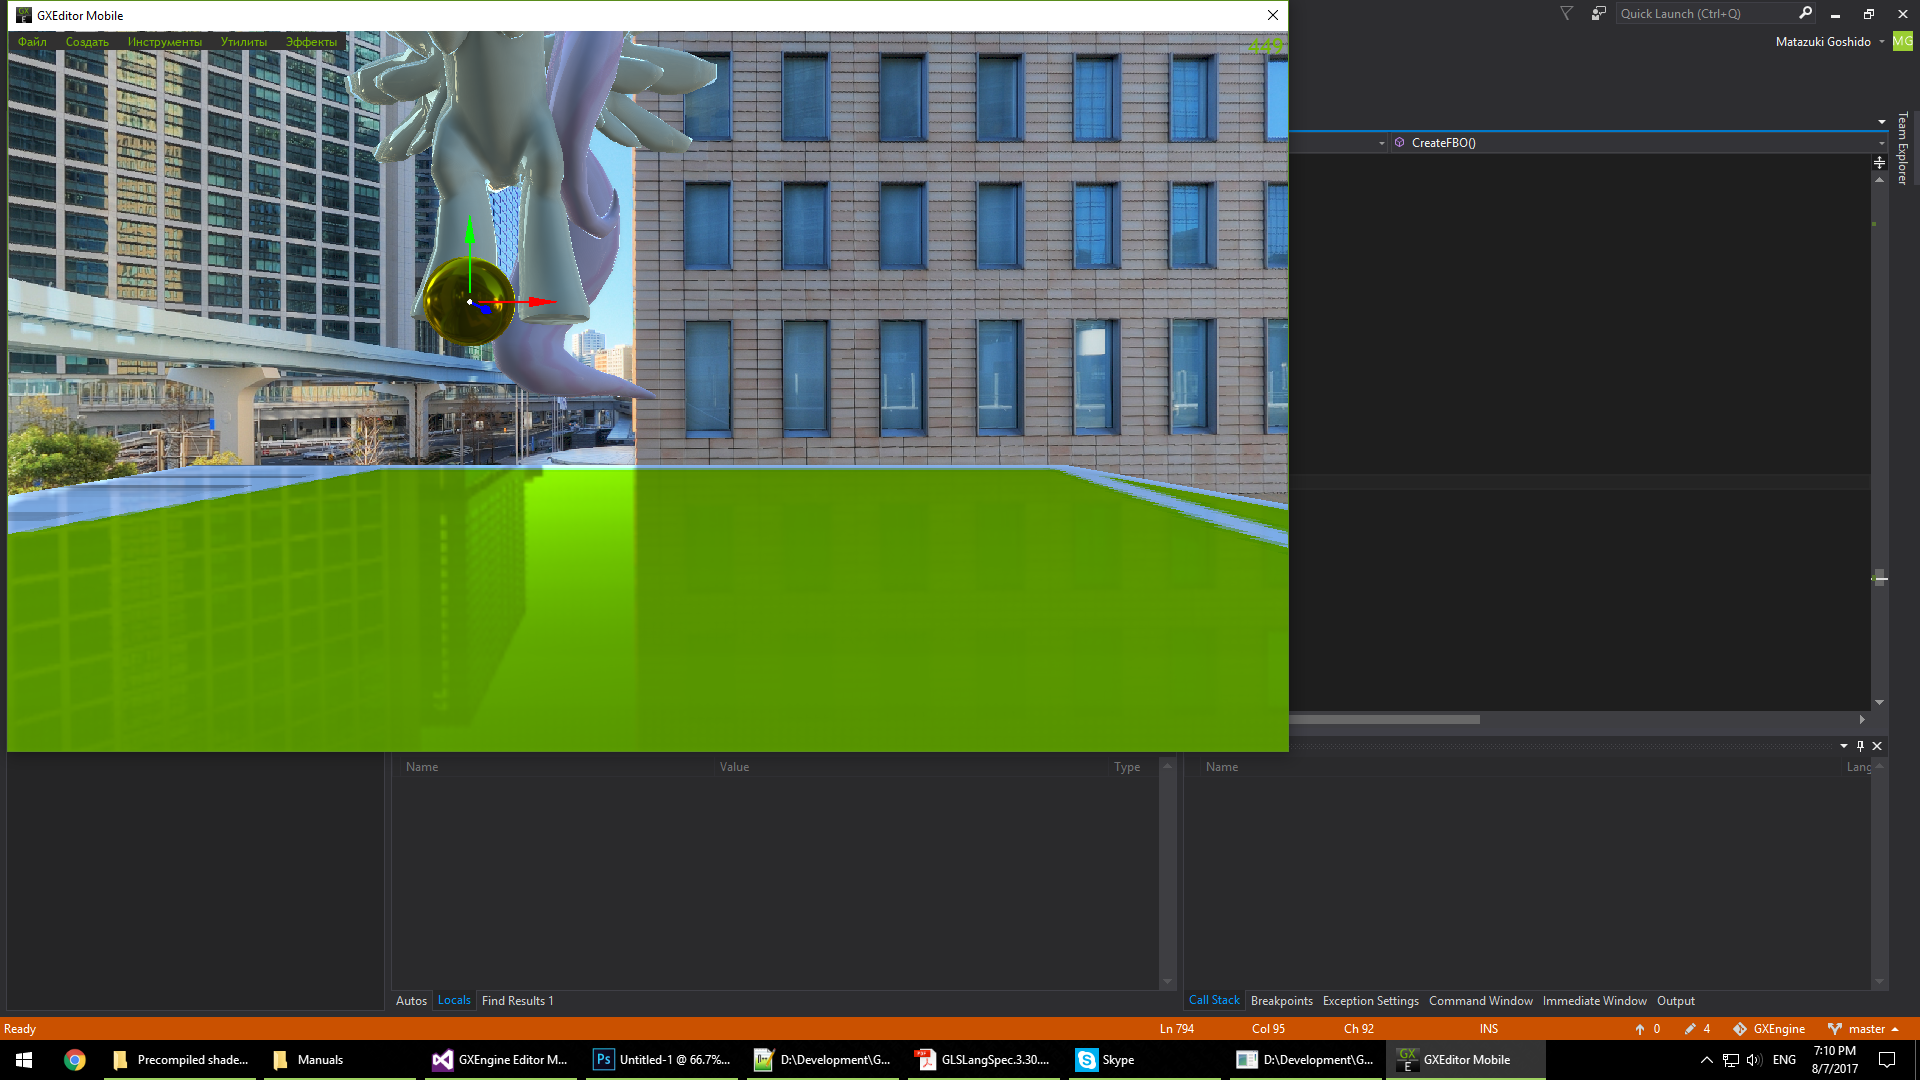 GXEditor Mobile
Quick Launch (Ctrl+Q)
Файл Создать Инструменты Утилиты Эффекты
449
Matazuki Goshido MG
CreateFBO()
Team Explorer
Name Value Type
Name Lang
Autos Locals Find Results 1
Call Stack Breakpoints Exception Settings Command Window Immediate Window Output
Ready Ln 794 Col 95 Ch 92 INS 0 4 GXEngine master
Precompiled shade... Manuals GXEngine Editor M... Ps Untitled-1 @ 66.7%... D:\Development\G... GLSLangSpec.3.30.... Skype D:\Development\G... GXEditor Mobile ENG 7:10 PM
8/7/2017